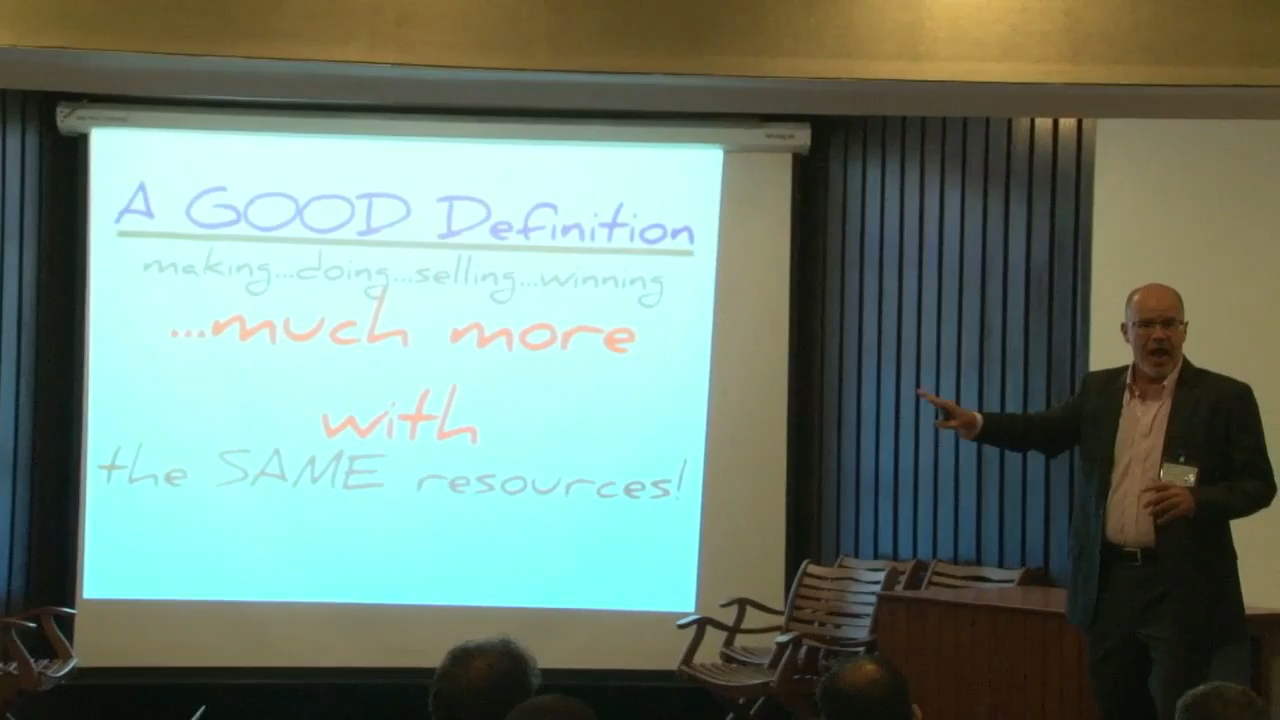 A GOOD Definition
making...doing...selling...winning
...much more
with
the SAME resources!